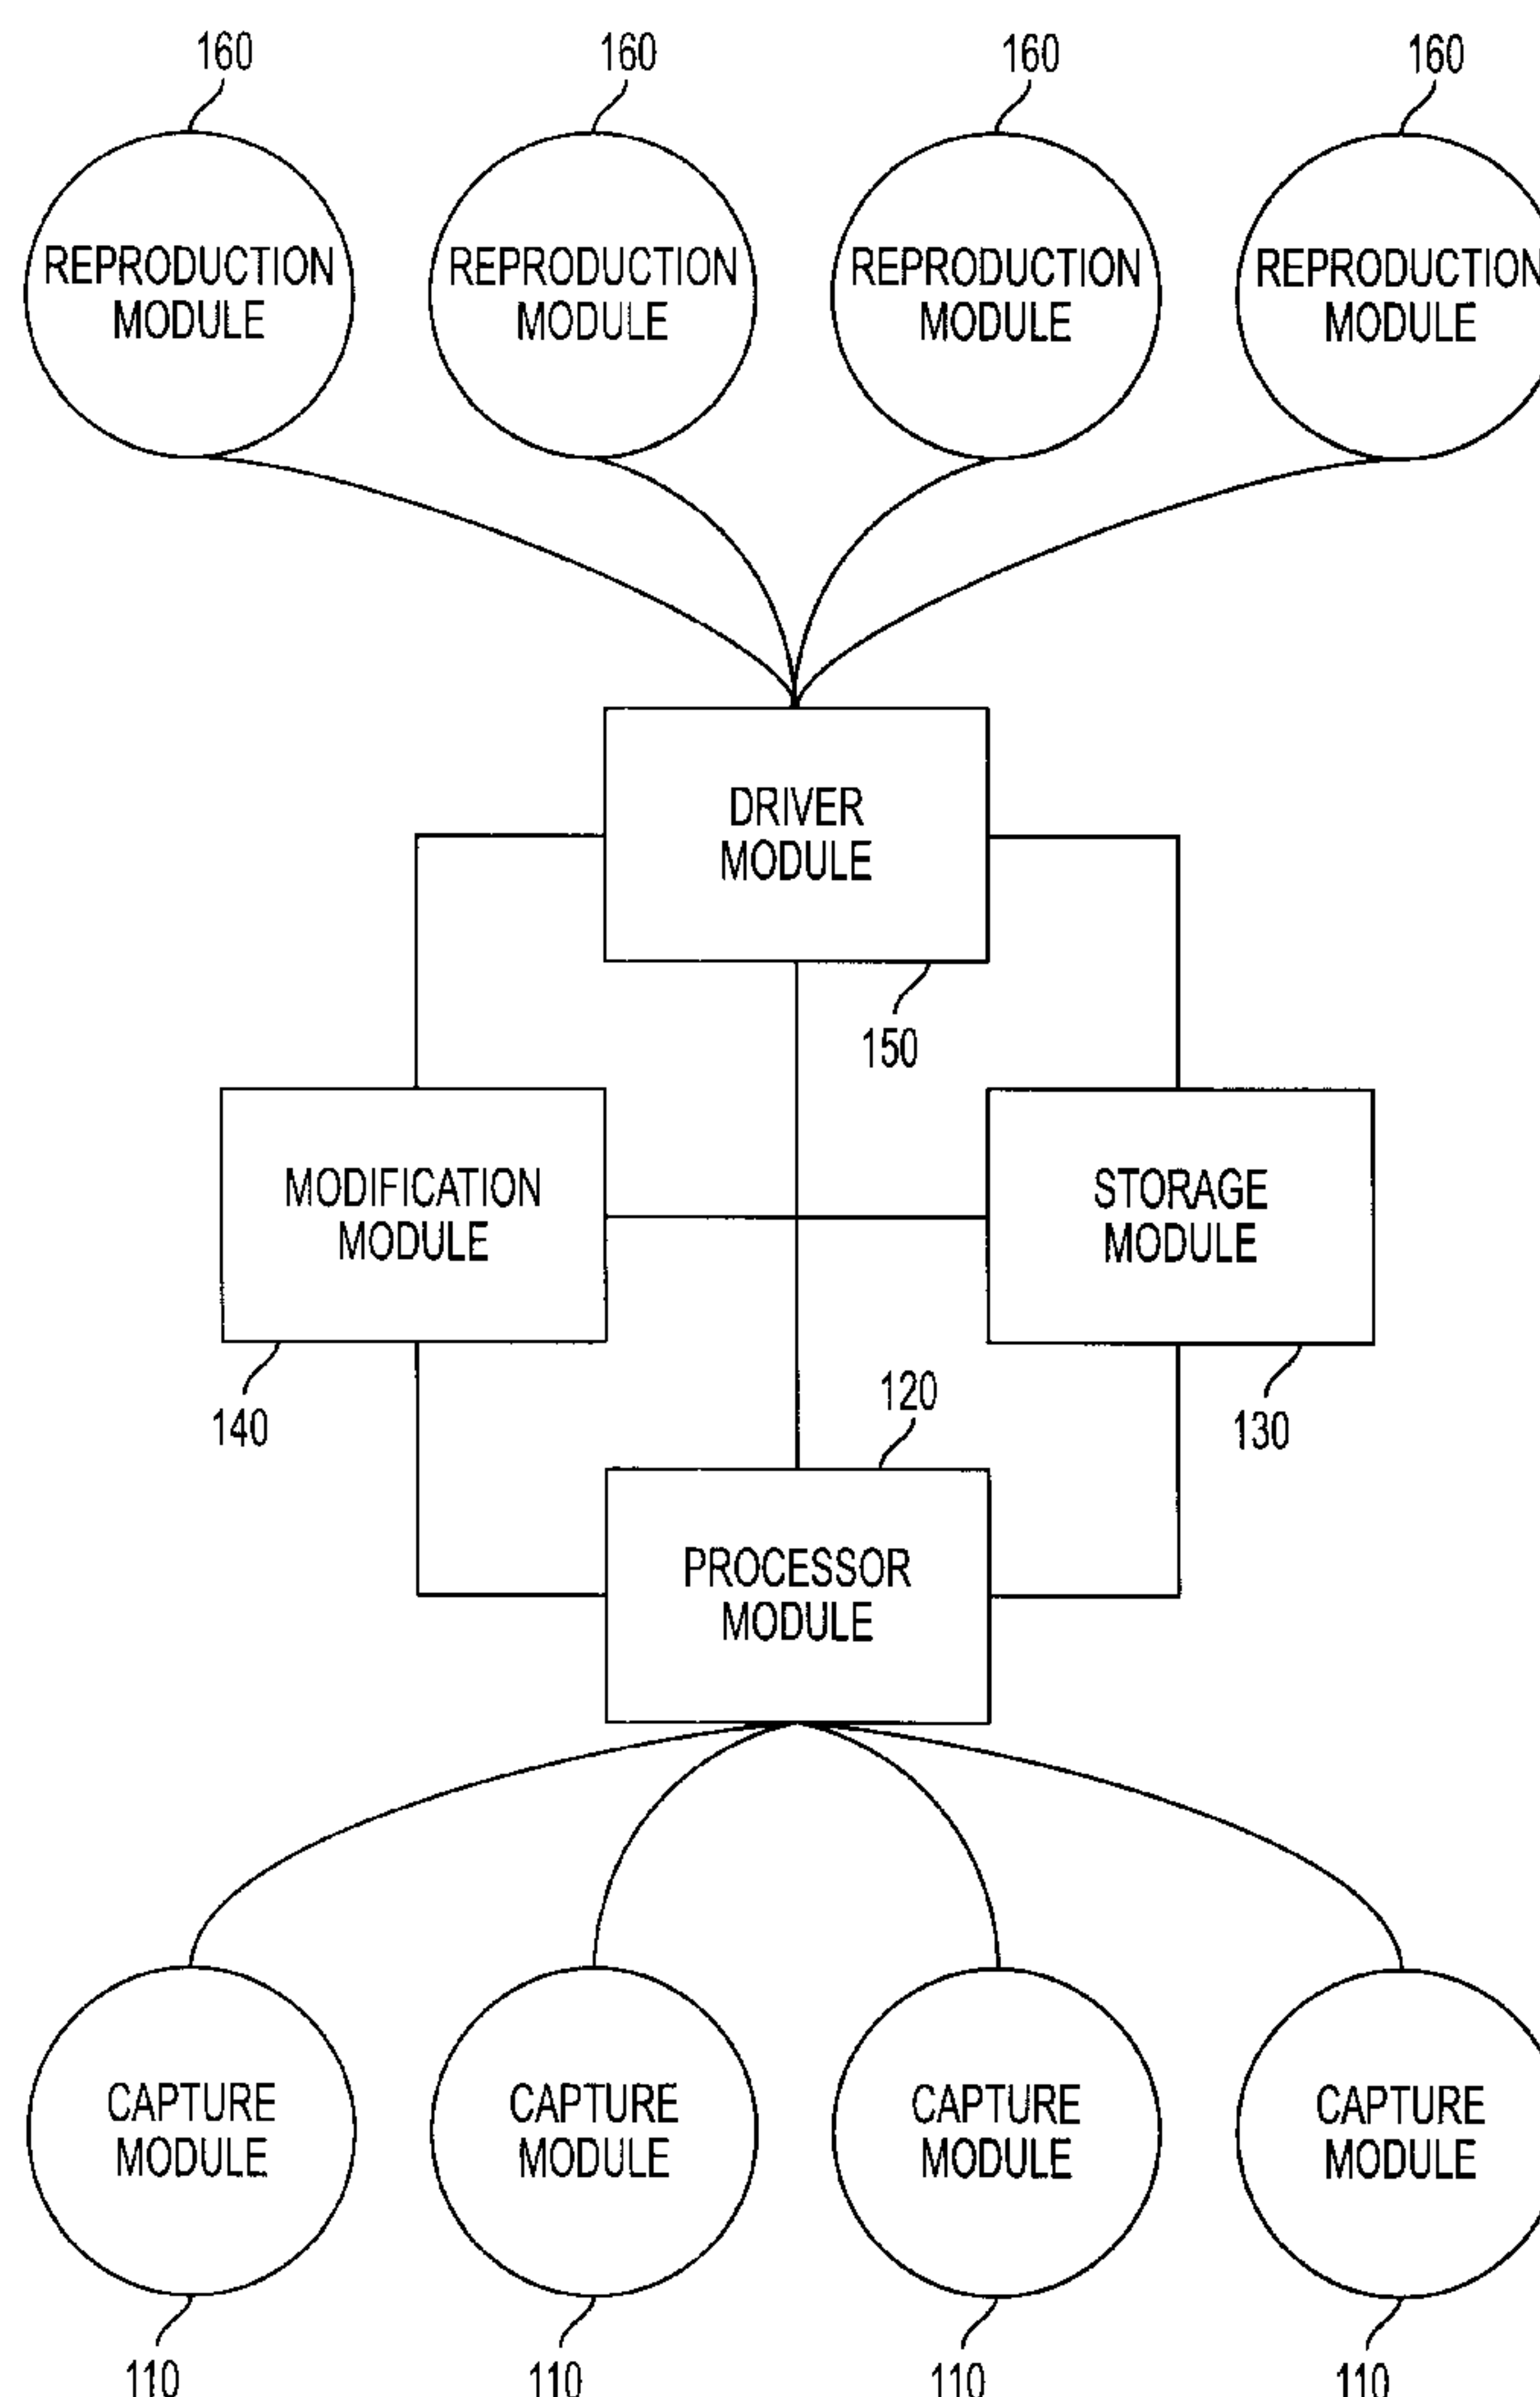 160 160 160 160
REPRODUCTION REPRODUCTION REPRODUCTION REPRODUCTION
MODULE MODULE MODULE MODULE
DRIVER
MODULE
150
MODIFICATION
MODULE
STORAGE
MODULE
140
120
130
PROCESSOR
MODULE
CAPTURE CAPTURE CAPTURE CAPTURE
MODULE MODULE MODULE MODULE
110 110 110 110